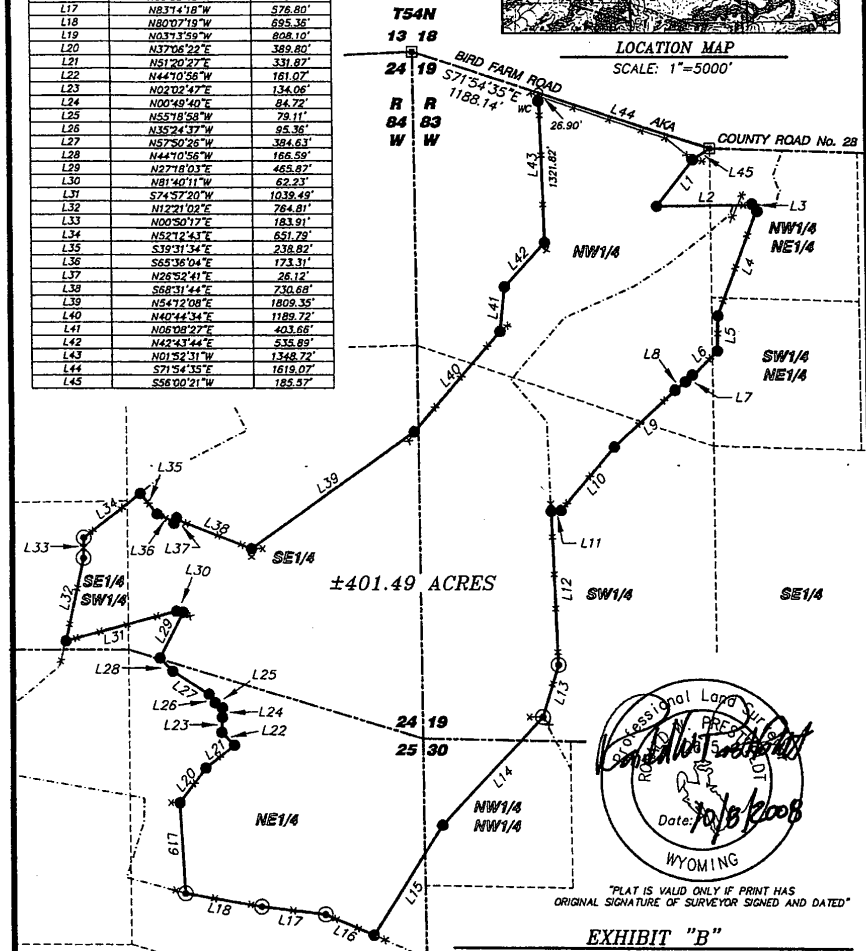 L17 N83°14'18"W 576.80'
L18 N80°07'19"W 695.36'
L19 N03°13'59"W 808.10'
L20 N37°06'22"E 389.80'
L21 N51°20'27"E 331.87'
L22 N44°10'56"W 161.07'
L23 N02°02'47"E 134.06'
L24 N00°49'40"E 84.72'
L25 N55°18'58"W 79.11'
L26 N35°24'37"W 95.36'
L27 N57°50'26"W 384.63'
L28 N44°10'56"W 166.59'
L29 N27°18'03"E 465.87'
L30 N81°40'11"W 62.23'
L31 S74°57'20"W 1039.49'
L32 N12°21'02"E 764.81'
L33 N00°50'17"E 183.91'
L34 N52°12'43"E 651.79'
L35 S39°31'34"E 238.82'
L36 S65°36'04"E 173.31'
L37 N26°52'41"E 26.12'
L38 S68°31'44"E 730.68'
L39 N54°12'08"E 1809.35'
L40 N40°44'34"E 1189.72'
L41 N06°08'27"E 403.66'
L42 N42°43'44"E 535.89'
L43 N01°52'31"W 1348.72'
L44 S71°54'35"E 1619.07'
L45 S56°00'21"W 185.57'
T54N
13 18
24 19
R R
84 83
W W
LOCATION MAP
SCALE: 1"=5000'
BIRD FARM ROAD
S71°54'35"E
1188.14'
WC
26.90'
L44
AKA
COUNTY ROAD No. 28
L45
L1
L2
L3
L43
1321.82'
NW1/4
NE1/4
L4
NW1/4
L42
L41
L5
SW1/4
NE1/4
L6
L8
L7
L40
L9
L10
L39
L35
L34
L38
L36
L37
L11
L33
SE1/4
L30
SE1/4
SW1/4
±401.49 ACRES
L12
SW1/4
SE1/4
L32
L31
L29
L28
L25
L27
L26
L24
L23
L22
L13
24 19
25 30
L21
L20
L14
NE1/4
NW1/4
NW1/4
L19
L15
L18
L17
L16
Professional Land Surveyor
Date: 10/8/2008
WYOMING
"PLAT IS VALID ONLY IF PRINT HAS
ORIGINAL SIGNATURE OF SURVEYOR SIGNED AND DATED"
EXHIBIT "B"